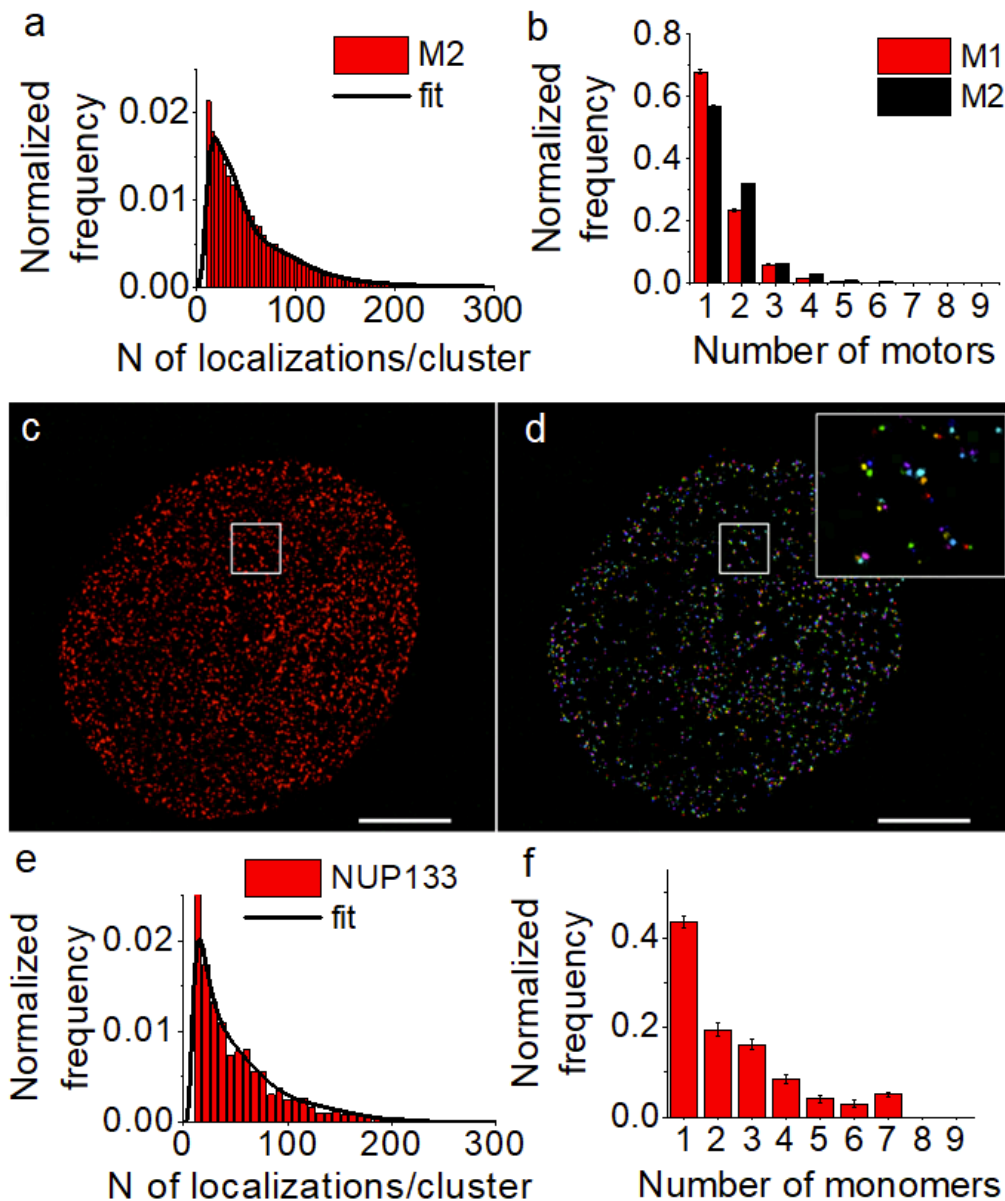 a
M2
fit
Normalized
frequency
0.02
0.01
0.00
0 100 200 300
N of localizations/cluster
b
M1
M2
Normalized
frequency
0.8
0.6
0.4
0.2
0.0
1 2 3 4 5 6 7 8 9
Number of motors
c
d
e
NUP133
fit
Normalized
frequency
0.02
0.01
0.00
0 100 200 300
N of localizations/cluster
f
Normalized
frequency
0.4
0.2
0.0
1 2 3 4 5 6 7 8 9
Number of monomers